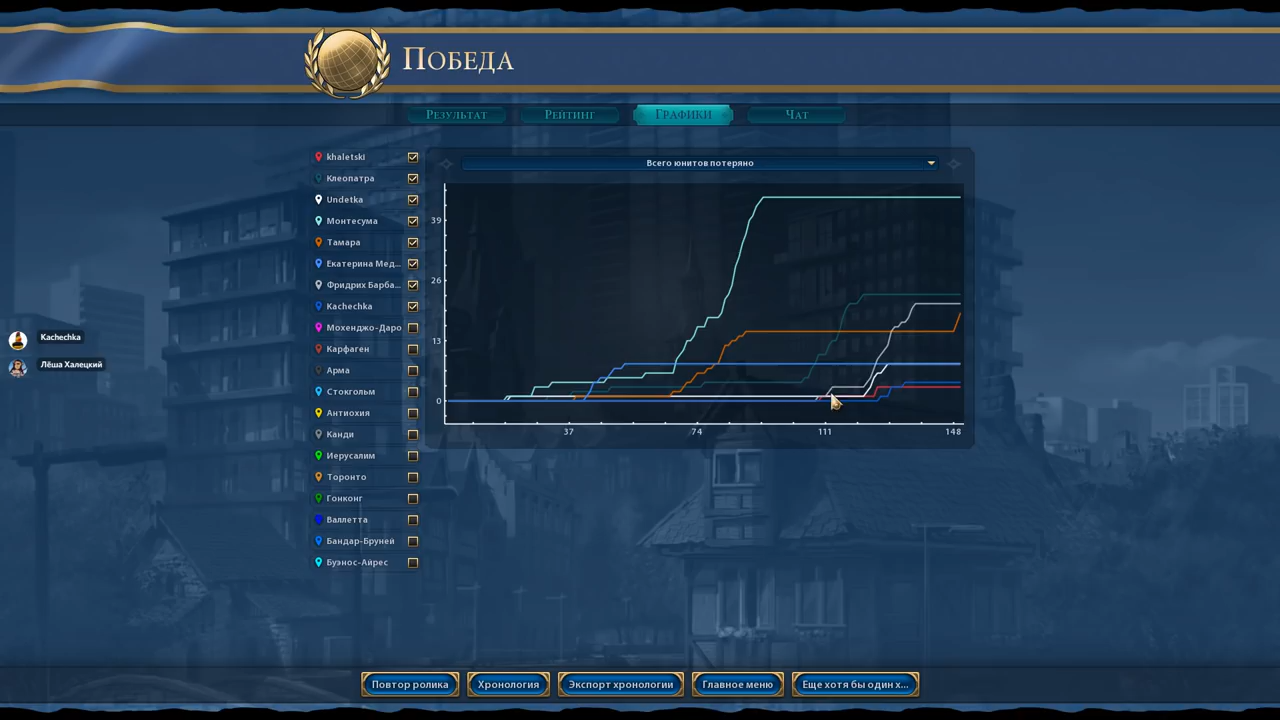 Победа
Результат
Рейтинг
Графики
Чат
khaletski
Клеопатра
Undetka
Монтесума
Тамара
Екатерина Мед...
Фридрих Барба...
Kachechka
Мохенджо-Даро
Карфаген
Арма
Стокгольм
Антиохия
Канди
Иерусалим
Торонто
Гонконг
Валлетта
Бандар-Бруней
Буэнос-Айрес
Всего юнитов потеряно
39
26
13
0
37
74
111
148
Kachechka
Лёша Халецкий
Повтор ролика
Хронология
Экспорт хронологии
Главное меню
Еще хотя бы один х...